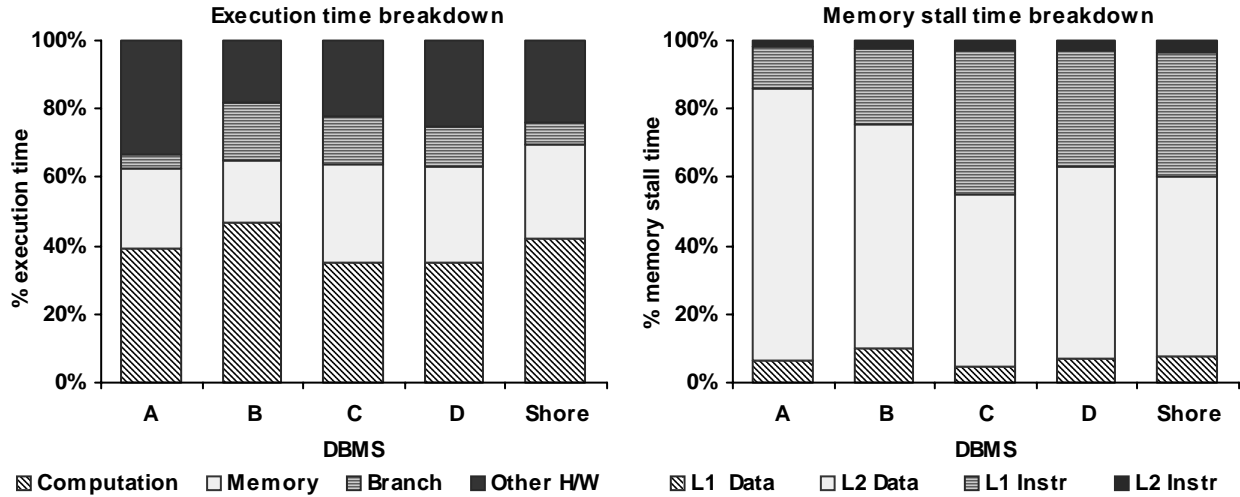 Execution time breakdown
100%
80%
60%
40%
20%
0%
% execution time
A B C D Shore
DBMS
Computation Memory Branch Other H/W
Memory stall time breakdown
100%
80%
60%
40%
20%
0%
% memory stall time
A B C D Shore
DBMS
L1 Data L2 Data L1 Instr L2 Instr